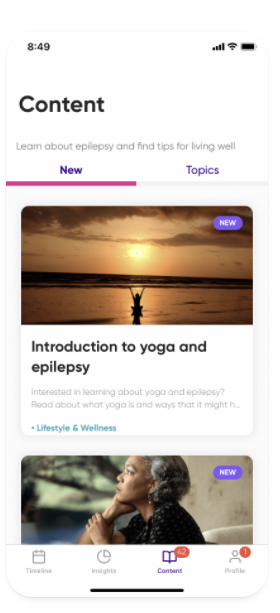 8:49
Content
Learn about epilepsy and find tips for living well
New
Topics
NEW
Introduction to yoga and
epilepsy
Interested in learning about yoga and epilepsy?
Read about what yoga is and ways that it might h...
• Lifestyle & Wellness
NEW
42
1
Timeline
Insights
Content
Profile